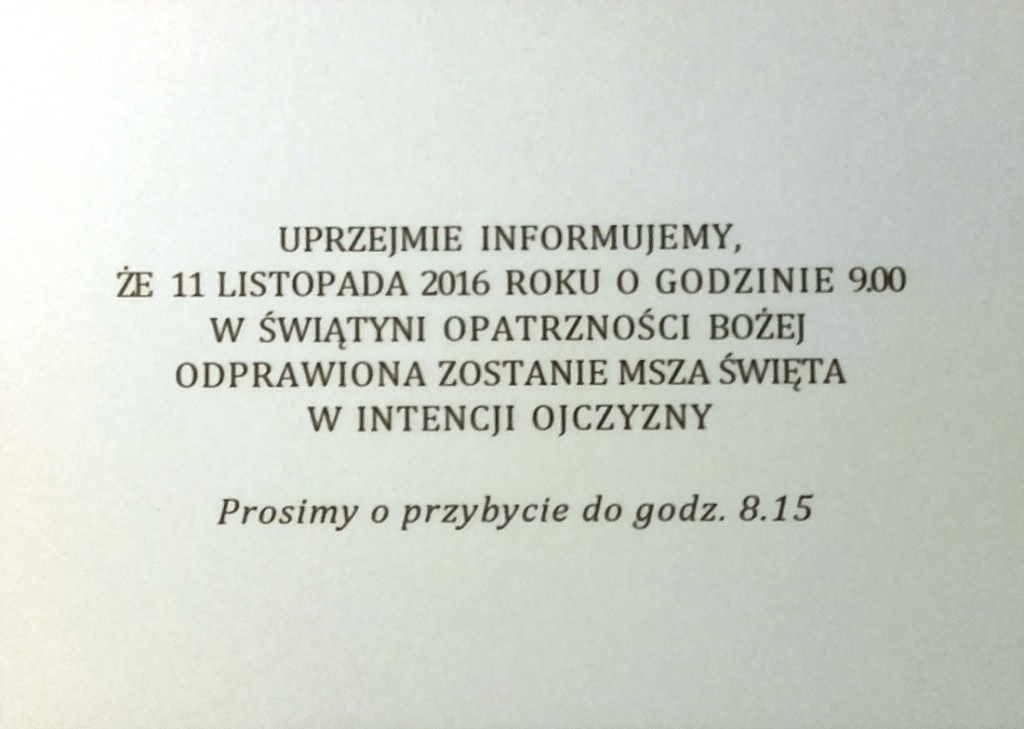 UPRZEJMIE INFORMUJEMY,
ŻE 11 LISTOPADA 2016 ROKU O GODZINIE 9.00
W ŚWIĄTYNI OPATRZNOŚCI BOŻEJ
ODPRAWIONA ZOSTANIE MSZA ŚWIĘTA
W INTENCJI OJCZYZNY
Prosimy o przybycie do godz. 8.15